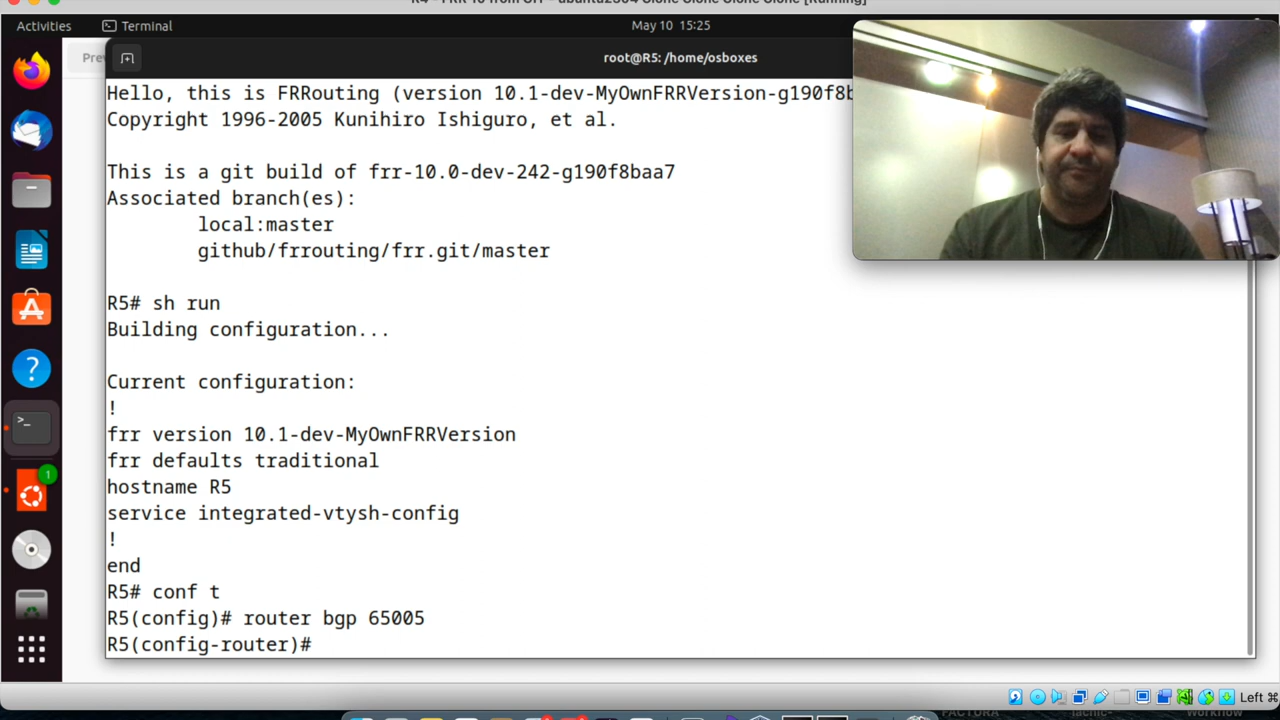 Activities
Terminal
May 10 15:25
Pre
root@R5: /home/osboxes
Hello, this is FRRouting (version 10.1-dev-MyOwnFRRVersion-g190f8b
Copyright 1996-2005 Kunihiro Ishiguro, et al.
This is a git build of frr-10.0-dev-242-g190f8baa7
Associated branch(es):
local:master
github/frrouting/frr.git/master
R5# sh run
Building configuration...
Current configuration:
!
frr version 10.1-dev-MyOwnFRRVersion
frr defaults traditional
hostname R5
service integrated-vtysh-config
!
end
R5# conf t
R5(config)# router bgp 65005
R5(config-router)#
1
Left ⌘
FACTURA